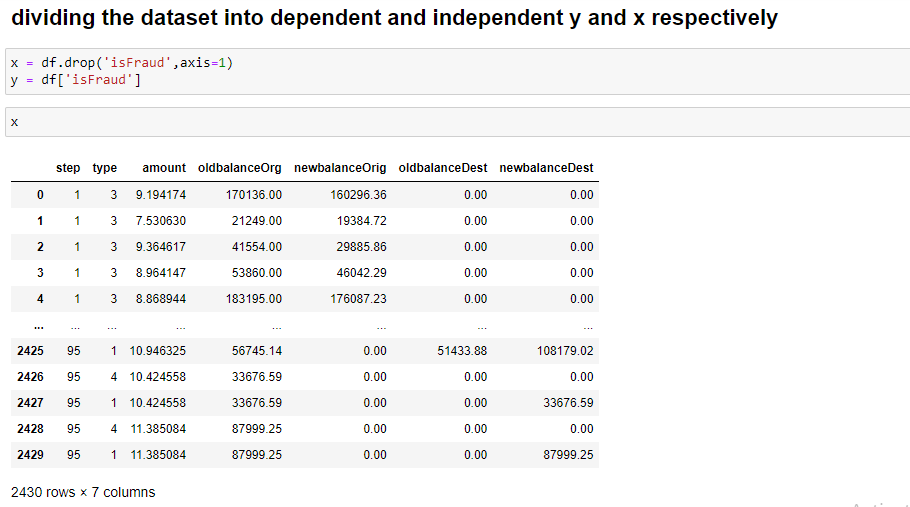 dividing the dataset into dependent and independent y and x respectively
x = df.drop('isFraud',axis=1)
y = df['isFraud']
x
step type amount oldbalanceOrg newbalanceOrig oldbalanceDest newbalanceDest
0 1 3 9.194174 170136.00 160296.36 0.00 0.00
1 1 3 7.530630 21249.00 19384.72 0.00 0.00
2 1 3 9.364617 41554.00 29885.86 0.00 0.00
3 1 3 8.964147 53860.00 46042.29 0.00 0.00
4 1 3 8.868944 183195.00 176087.23 0.00 0.00
... ... ... ... ... ... ... ...
2425 95 1 10.946325 56745.14 0.00 51433.88 108179.02
2426 95 4 10.424558 33676.59 0.00 0.00 0.00
2427 95 1 10.424558 33676.59 0.00 0.00 33676.59
2428 95 4 11.385084 87999.25 0.00 0.00 0.00
2429 95 1 11.385084 87999.25 0.00 0.00 87999.25
2430 rows × 7 columns